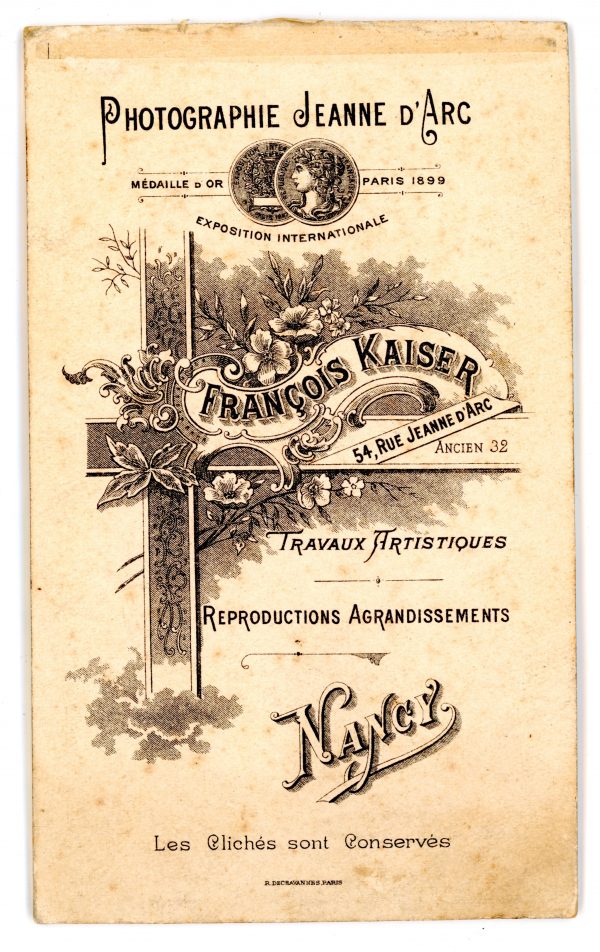 Photographie Jeanne d'Arc
Médaille d'Or Paris 1899
Exposition Internationale
François Kaiser
54, Rue Jeanne d'Arc
Ancien 32
Travaux Artistiques
Reproductions Agrandissements
Nancy
Les Clichés sont Conservés